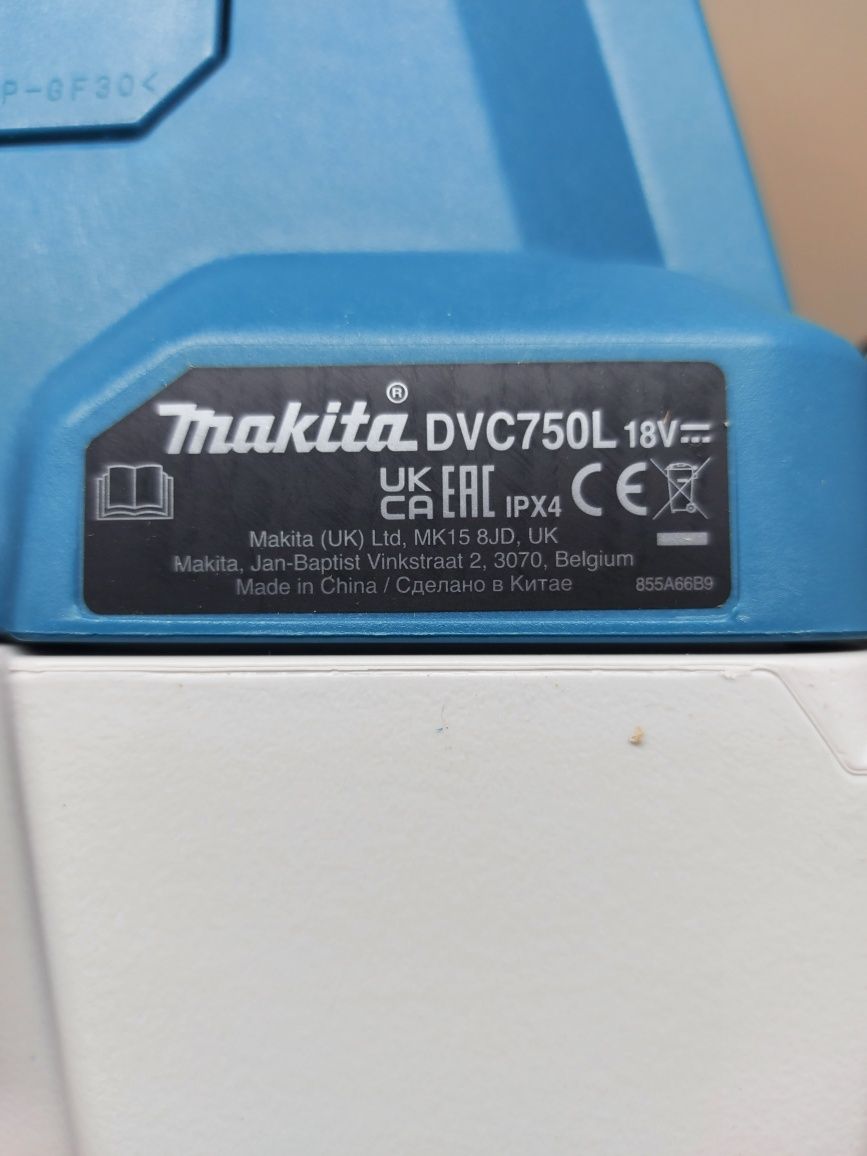 P-GF30<
makita® DVC750L 18V
UK CA EAC IPX4 CE
Makita (UK) Ltd, MK15 8JD, UK
Makita, Jan-Baptist Vinkstraat 2, 3070, Belgium
Made in China / Сделано в Китае 855A66B9